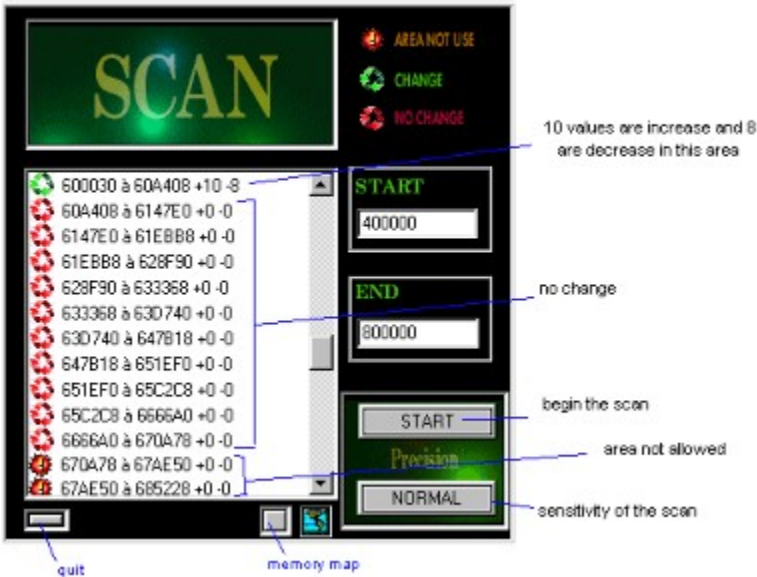 SCAN
AREA NOT USE
CHANGE
NO CHANGE
10 values are increase and 8
are decrease in this area
600030 à 60A408 +10 -8
60A408 à 6147E0 +0 -0
6147E0 à 61EBB8 +0 -0
61EBB8 à 628F90 +0 -0
628F90 à 633368 +0 -0
633368 à 63D740 +0 -0
63D740 à 647B18 +0 -0
647B18 à 651EF0 +0 -0
651EF0 à 65C2C8 +0 -0
65C2C8 à 6666A0 +0 -0
6666A0 à 670A78 +0 -0
670A78 à 67AE50 +0 -0
67AE50 à 685228 +0 -0
START
400000
END
800000
no change
START
begin the scan
Precision
area not allowed
NORMAL
sensitivity of the scan
quit
memory map